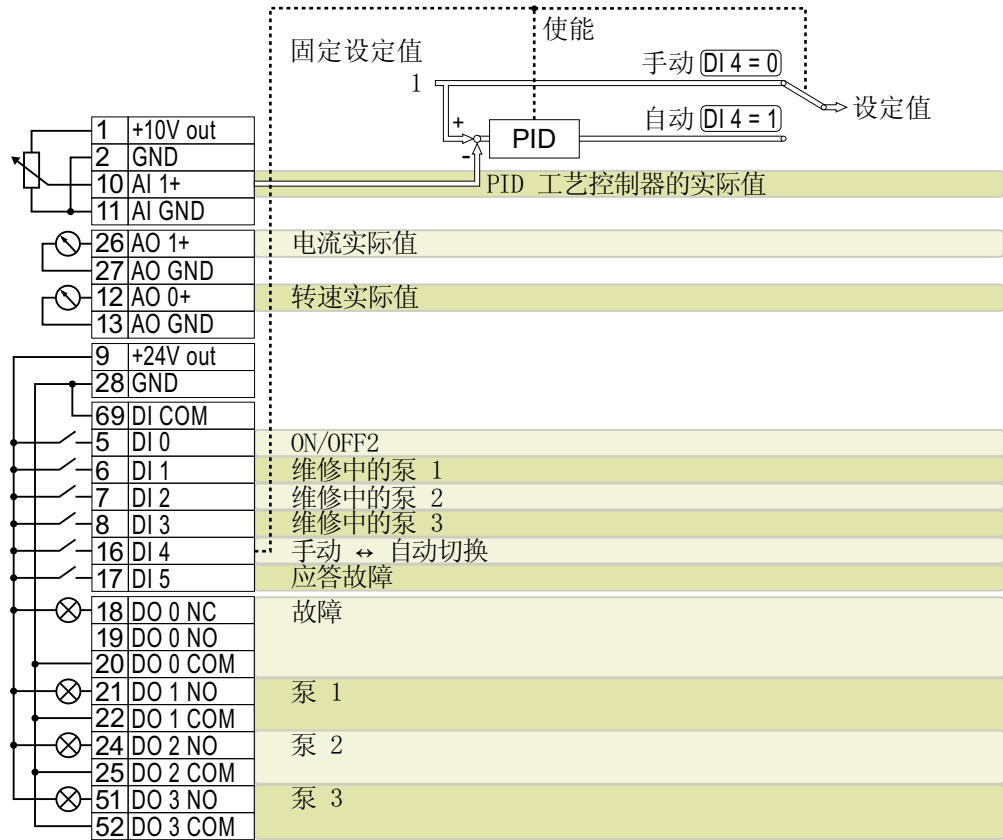 使能
固定设定值
手动 DI 4 = 0
1
设定值
自动 DI 4 = 1
+
PID
-
1 +10V out
2 GND
10 AI 1+ PID 工艺控制器的实际值
11 AI GND
26 AO 1+ 电流实际值
27 AO GND
12 AO 0+ 转速实际值
13 AO GND
9 +24V out
28 GND
69 DI COM
5 DI 0 ON/OFF2
6 DI 1 维修中的泵 1
7 DI 2 维修中的泵 2
8 DI 3 维修中的泵 3
16 DI 4 手动 ↔ 自动切换
17 DI 5 应答故障
18 DO 0 NC 故障
19 DO 0 NO
20 DO 0 COM
21 DO 1 NO 泵 1
22 DO 1 COM
24 DO 2 NO 泵 2
25 DO 2 COM
51 DO 3 NO 泵 3
52 DO 3 COM